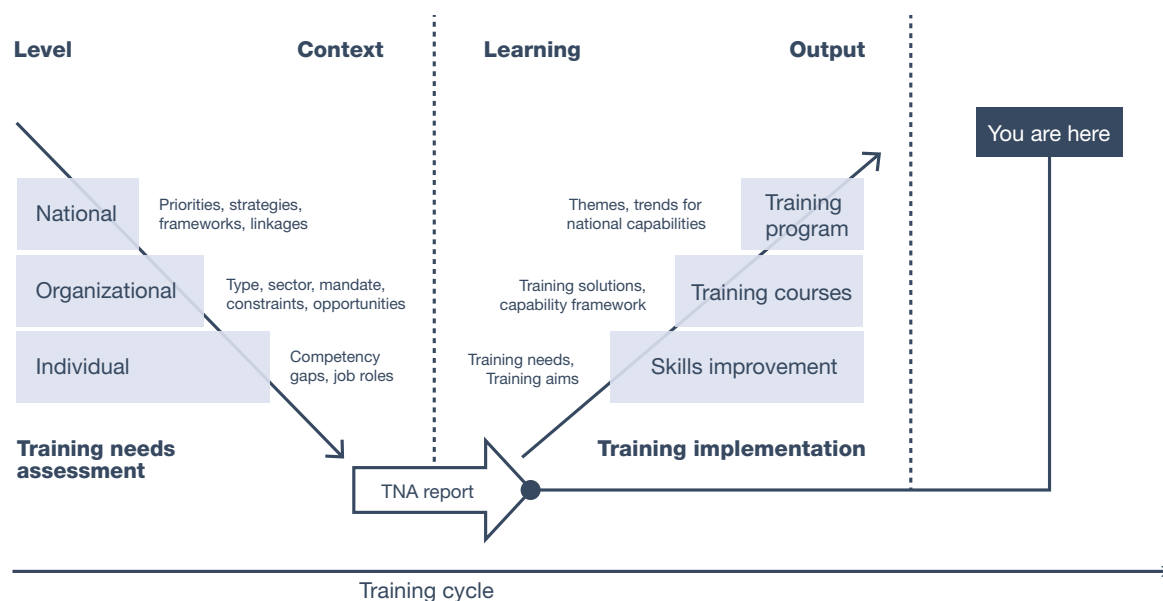 Level
Context
Learning
Output
You are here
National
Priorities, strategies,
frameworks, linkages
Themes, trends for
national capabilities
Training
program
Organizational
Type, sector, mandate,
constraints, opportunities
Training solutions,
capability framework
Training courses
Individual
Competency
gaps, job roles
Training needs,
Training aims
Skills improvement
Training needs
assessment
Training implementation
TNA report
Training cycle